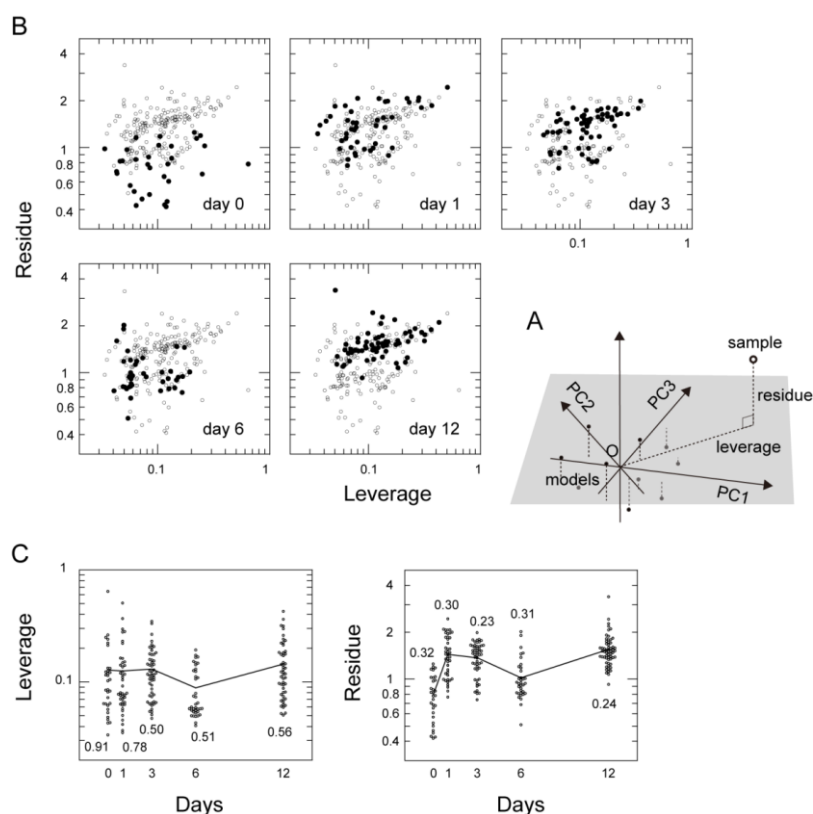 B
4
2
1
0.8
0.6
0.4
day 0
day 1
day 3
0.1
1
Residue
4
2
1
0.8
0.6
0.4
day 6
day 12
0.1
1
0.1
1
Leverage
A
sample
residue
leverage
PC2
PC3
O
models
PC1
C
1
0.1
Leverage
0.91
0.78
0.50
0.51
0.56
0
1
3
6
12
Days
4
2
1
0.8
0.6
0.4
Residue
0.32
0.30
0.23
0.31
0.24
0
1
3
6
12
Days